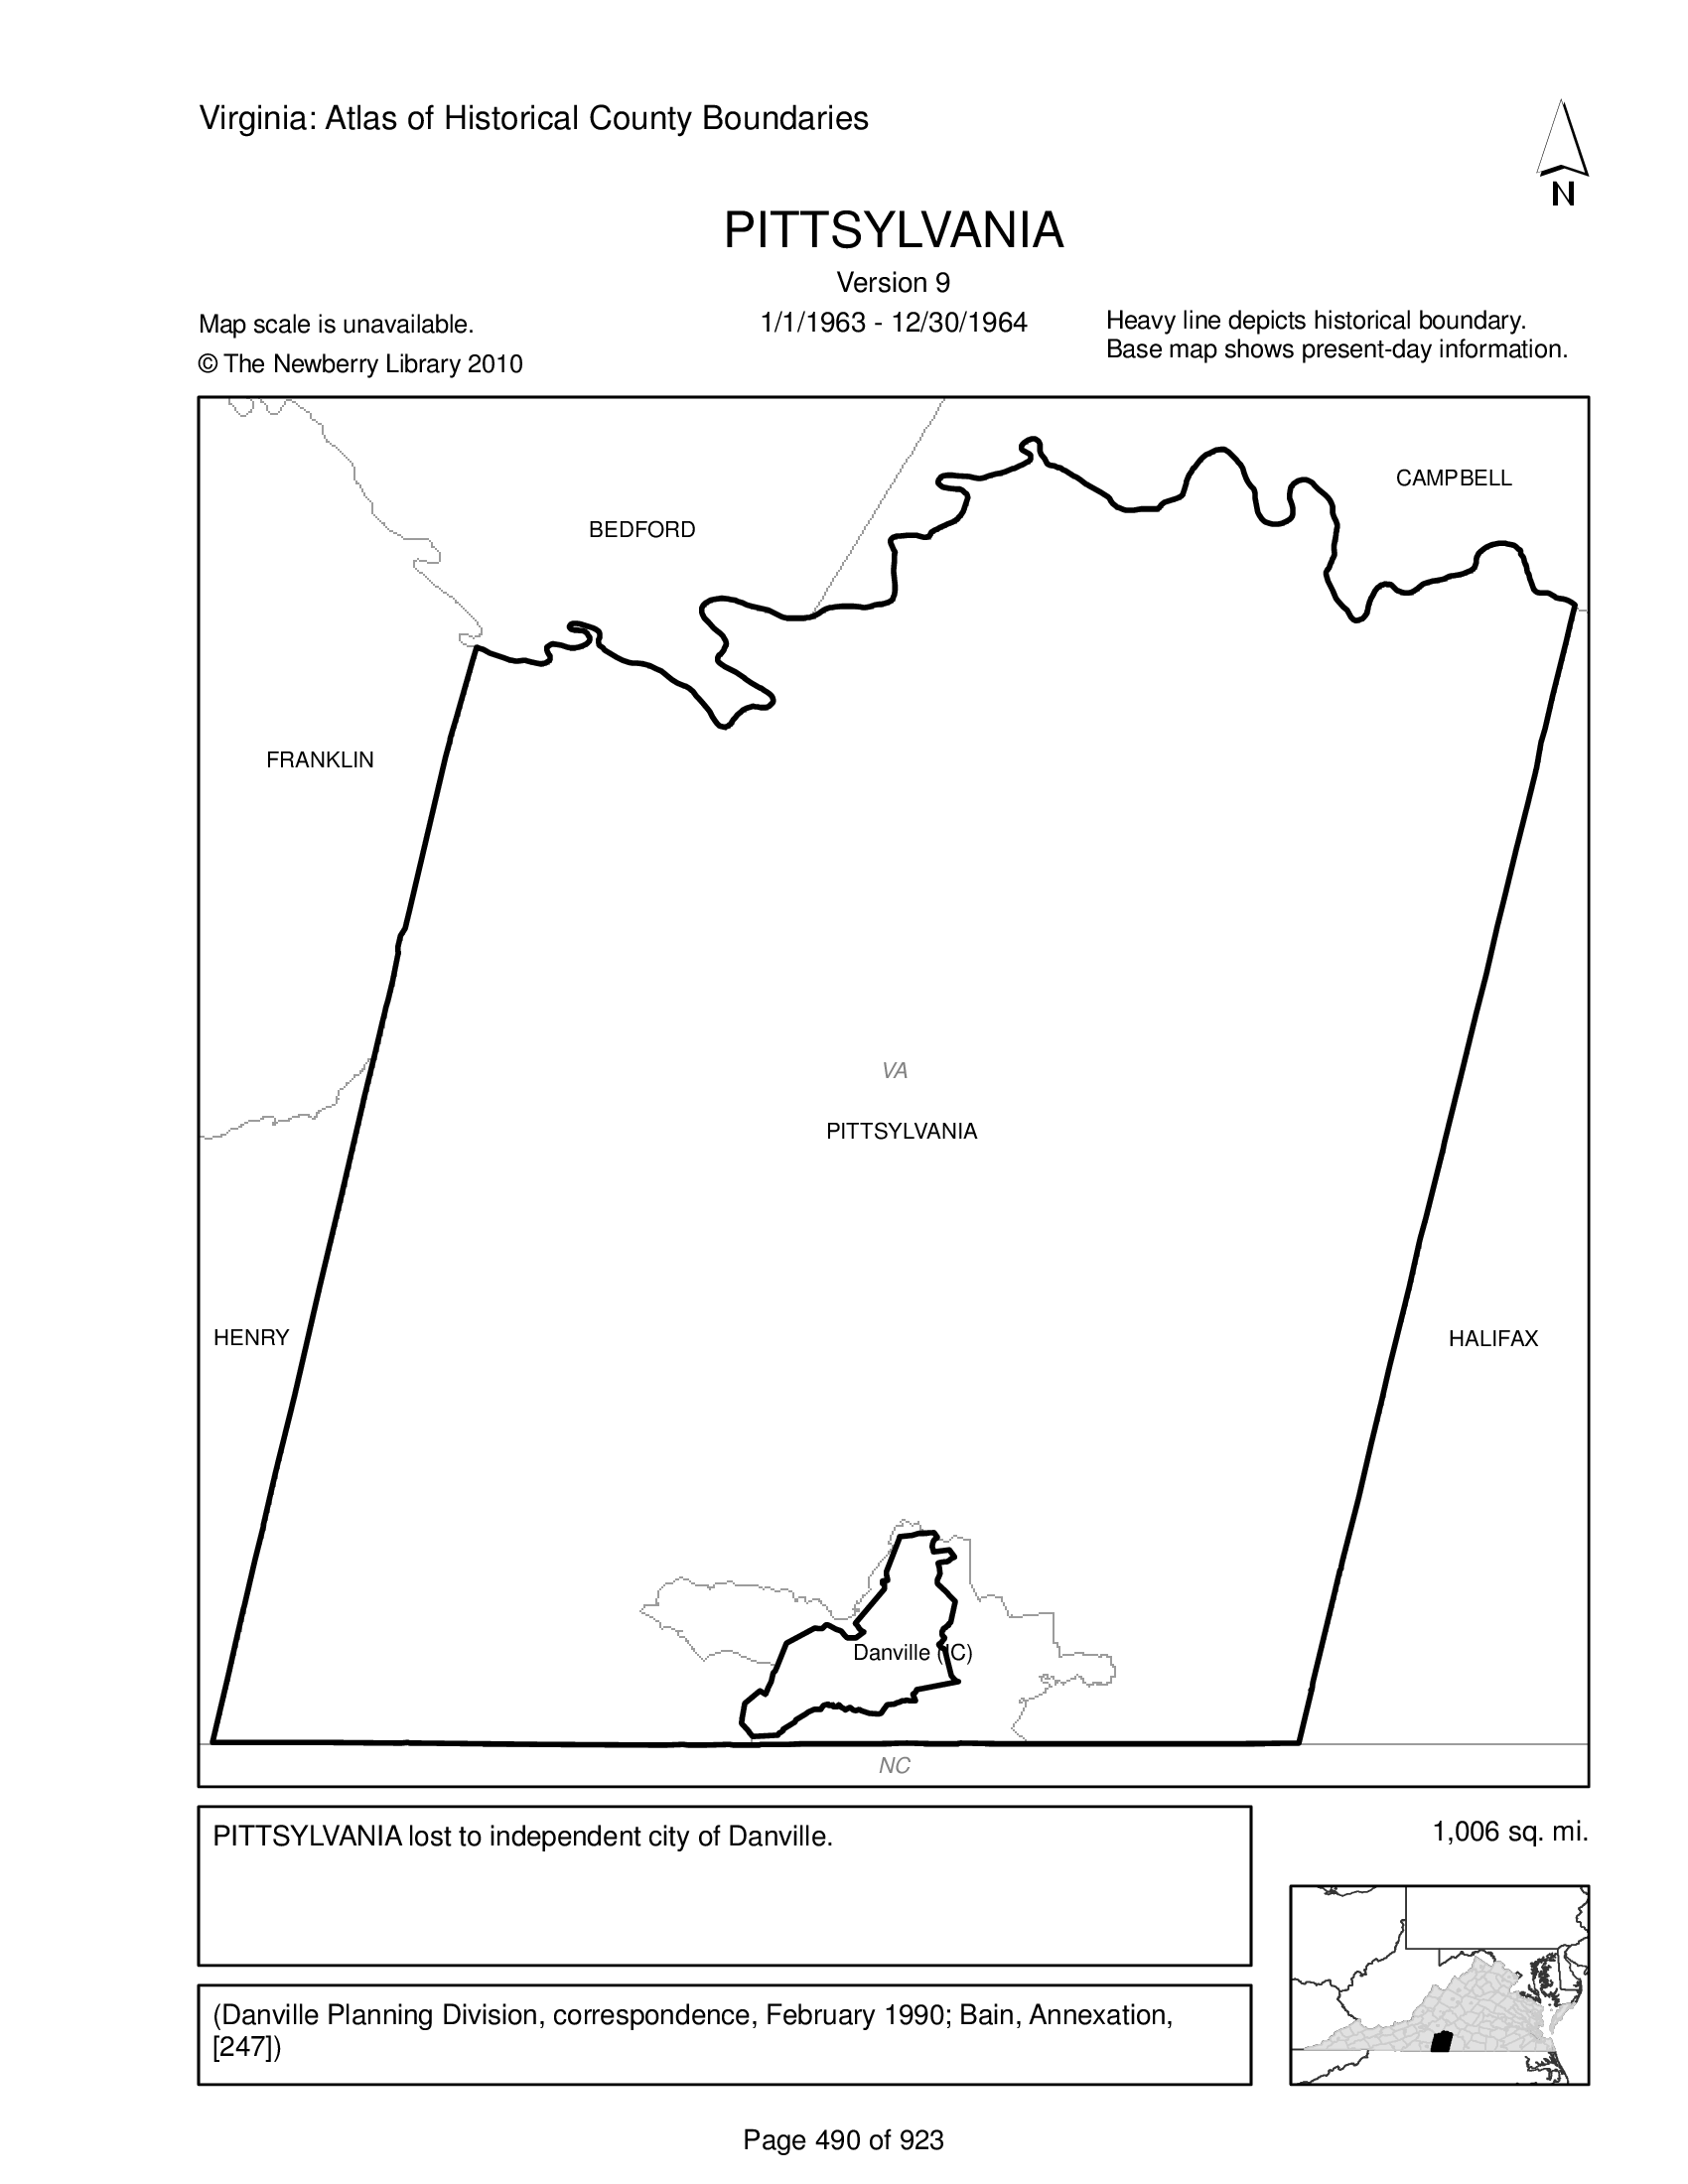 Virginia: Atlas of Historical County Boundaries
N
PITTSYLVANIA
Version 9
Map scale is unavailable.
1/1/1963 - 12/30/1964
Heavy line depicts historical boundary.
© The Newberry Library 2010
Base map shows present-day information.
CAMPBELL
BEDFORD
FRANKLIN
VA
PITTSYLVANIA
HENRY
HALIFAX
Danville (IC)
NC
PITTSYLVANIA lost to independent city of Danville.
1,006 sq. mi.
(Danville Planning Division, correspondence, February 1990; Bain, Annexation,
[247])
Page 490 of 923